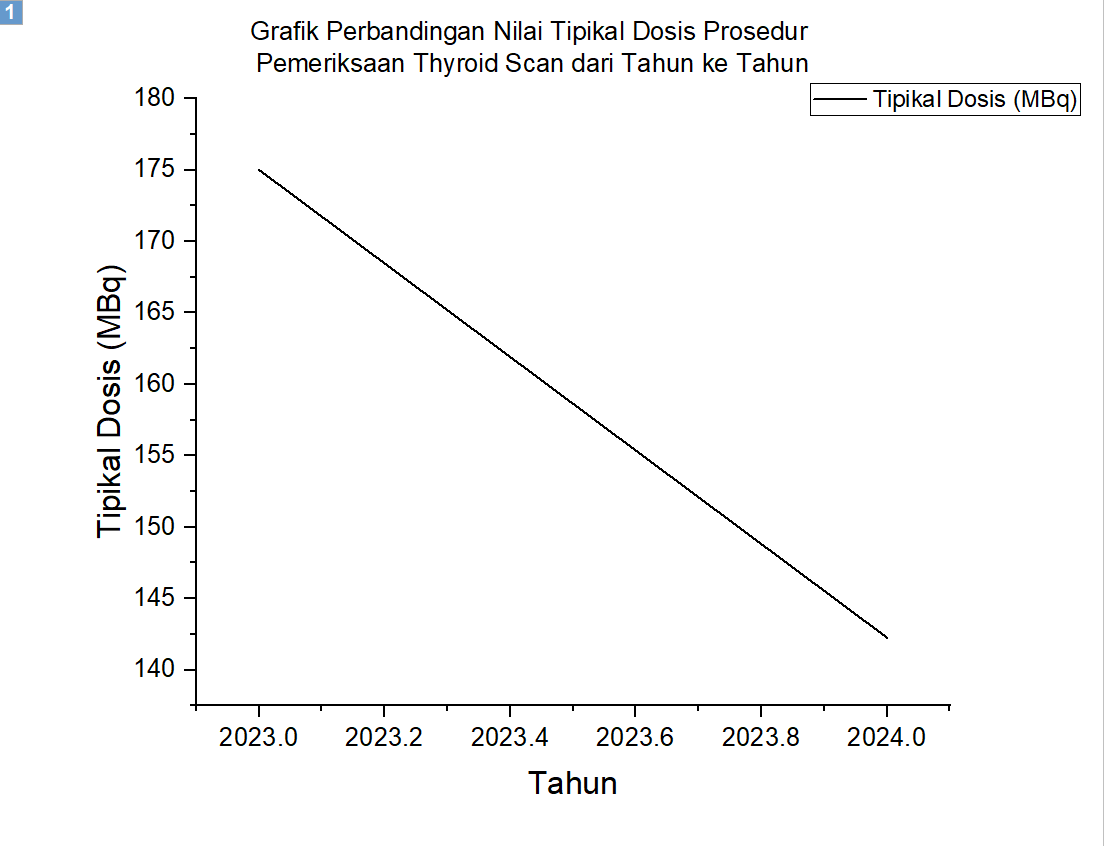 1
Grafik Perbandingan Nilai Tipikal Dosis Prosedur
Pemeriksaan Thyroid Scan dari Tahun ke Tahun
Tipikal Dosis (MBq)
180
175
170
165
160
155
150
145
140
Tipikal Dosis (MBq)
2023.0 2023.2 2023.4 2023.6 2023.8 2024.0
Tahun